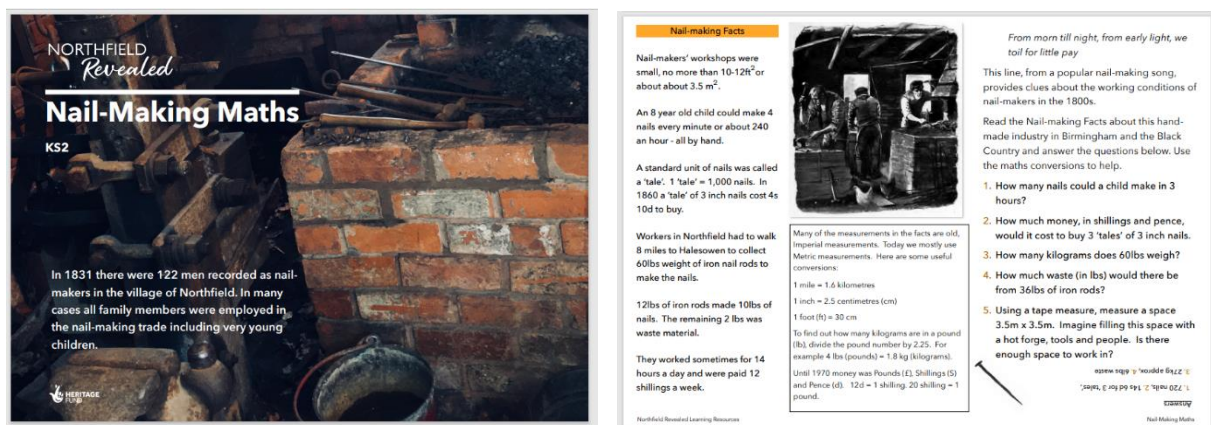 NORTHFIELD
Revealed
Nail-Making Maths
KS2
In 1831 there were 122 men recorded as nail-
makers in the village of Northfield. In many
cases all family members were employed in
the nail-making trade including very young
children.
HERITAGE
FUND
Nail-making Facts
Nail-makers' workshops were
small, no more than 10-12ft² or
about about 3.5 m².
An 8 year old child could make 4
nails every minute or about 240
an hour - all by hand.
A standard unit of nails was called
a 'tale'. 1 'tale' = 1,000 nails. In
1860 a 'tale' of 3 inch nails cost 4s
10d to buy.
Workers in Northfield had to walk
8 miles to Halesowen to collect
60lbs weight of iron nail rods to
make the nails.
12lbs of iron rods made 10lbs of
nails. The remaining 2 lbs was
waste material.
They worked sometimes for 14
hours a day and were paid 12
shillings a week.
Northfield Revealed Learning Resources
Many of the measurements in the facts are old,
Imperial measurements. Today we mostly use
Metric measurements. Here are some useful
conversions:
1 mile = 1.6 kilometres
1 inch = 2.5 centimetres (cm)
1 foot (ft) = 30 cm
To find out how many kilograms are in a pound
(lb), divide the pound number by 2.25. For
example 4 lbs (pounds) = 1.8 kg (kilograms).
Until 1970 money was Pounds (£), Shillings (S)
and Pence (d). 12d = 1 shilling. 20 shilling = 1
pound.
From morn till night, from early light, we
toil for little pay
This line, from a popular nail-making song,
provides clues about the working conditions of
nail-makers in the 1800s.
Read the Nail-making Facts about this hand-
made industry in Birmingham and the Black
Country and answer the questions below. Use
the maths conversions to help.
1. How many nails could a child make in 3
hours?
2. How much money, in shillings and pence,
would it cost to buy 3 'tales' of 3 inch nails.
3. How many kilograms does 60lbs weigh?
4. How much waste (in lbs) would there be
from 36lbs of iron rods?
5. Using a tape measure, measure a space
3.5m x 3.5m. Imagine filling this space with
a hot forge, tools and people. Is there
enough space to work in?
Answers
1. 720 nails, 2. 14s 6d for 3 'tales',
3. 27kg approx, 4. 6lbs waste
Nail-Making Maths